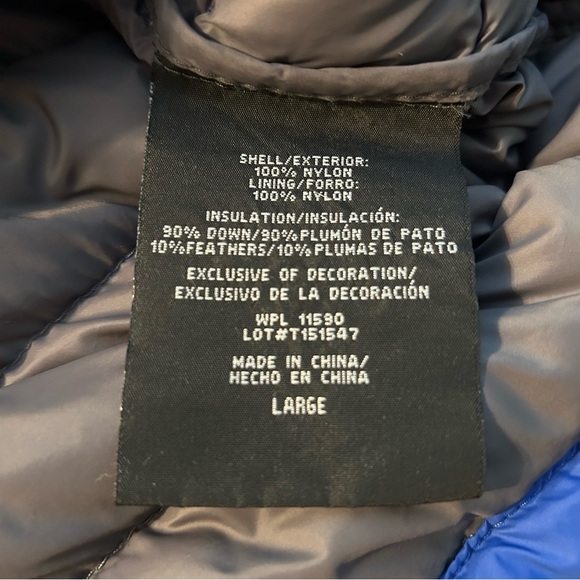 SHELL/EXTERIOR:
100% NYLON
LINING/FORRO:
100% NYLON
INSULATION/INSULACIÓN:
90% DOWN/90% PLUMÓN DE PATO
10%FEATHERS/10% PLUMAS DE PATO
EXCLUSIVE OF DECORATION/
EXCLUSIVO DE LA DECORACIÓN
WPL 11590
LOT#T151547
MADE IN CHINA/
HECHO EN CHINA
LARGE